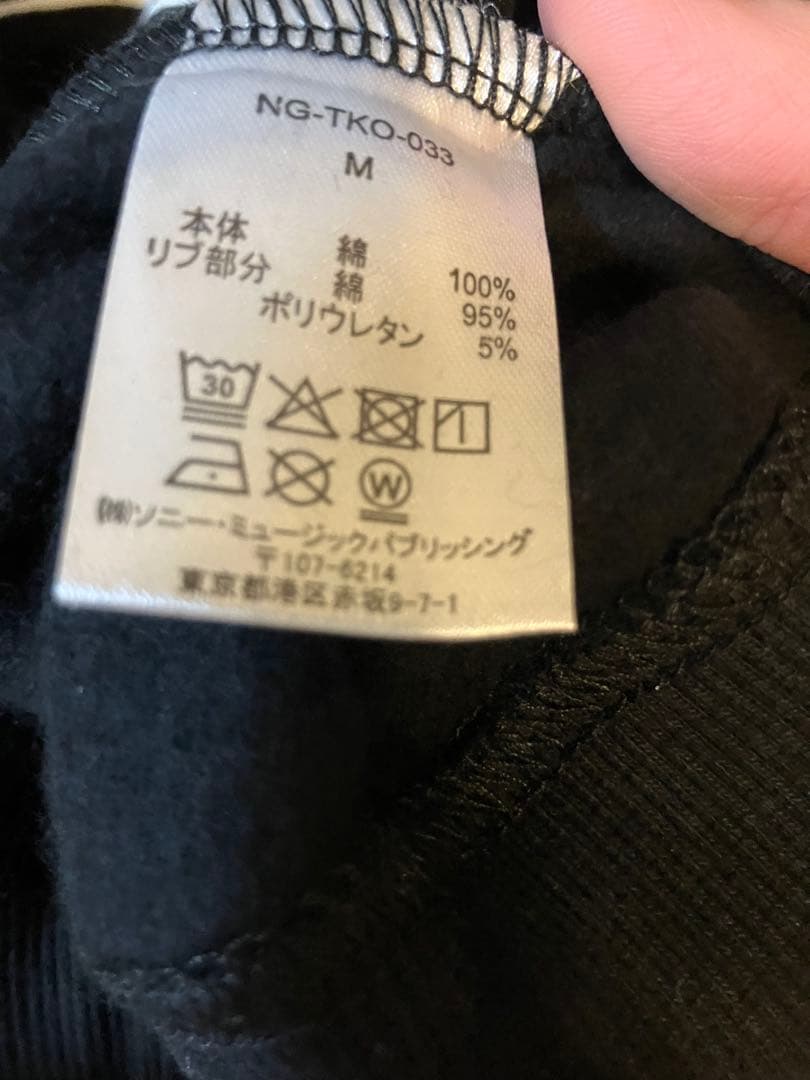 NG-TKO-033
M
本体 綿 100%
リブ部分 綿 95%
ポリウレタン 5%
30
W
㈱ソニー・ミュージックパブリッシング
〒107-6214
東京都港区赤坂9-7-1